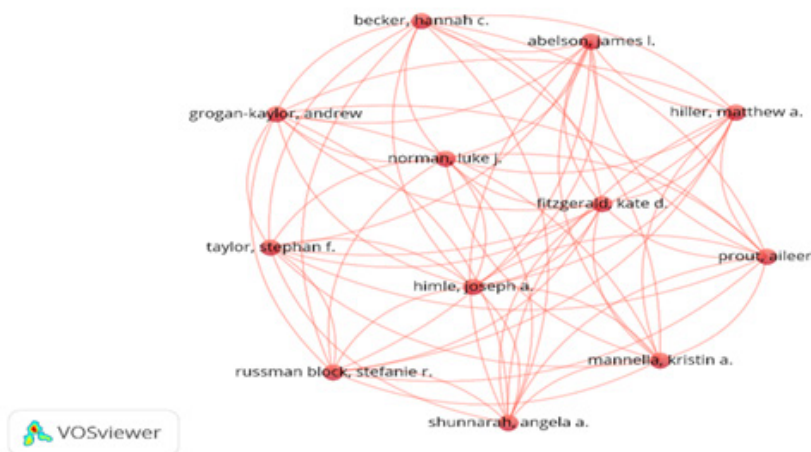 becker, hannah c.
abelson, james l.
grogan-kaylor, andrew
hiller, matthew a.
norman, luke j.
fitzgerald, kate d.
taylor, stephan f.
prout, aileen
himle, joseph a.
mannella, kristin a.
russman block, stefanie r.
shunnarah, angela a.
VOSviewer